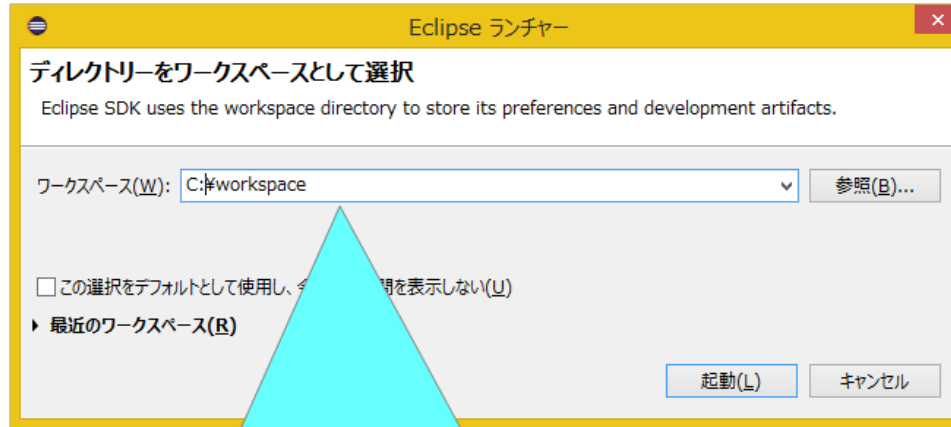 Eclipse ランチャー
ディレクトリーをワークスペースとして選択
Eclipse SDK uses the workspace directory to store its preferences and development artifacts.
ワークスペース(W): C:¥workspace 参照(B)...
この選択をデフォルトとして使用し、 を表示しない(U)
最近のワークスペース(R)
起動(L) キャンセル